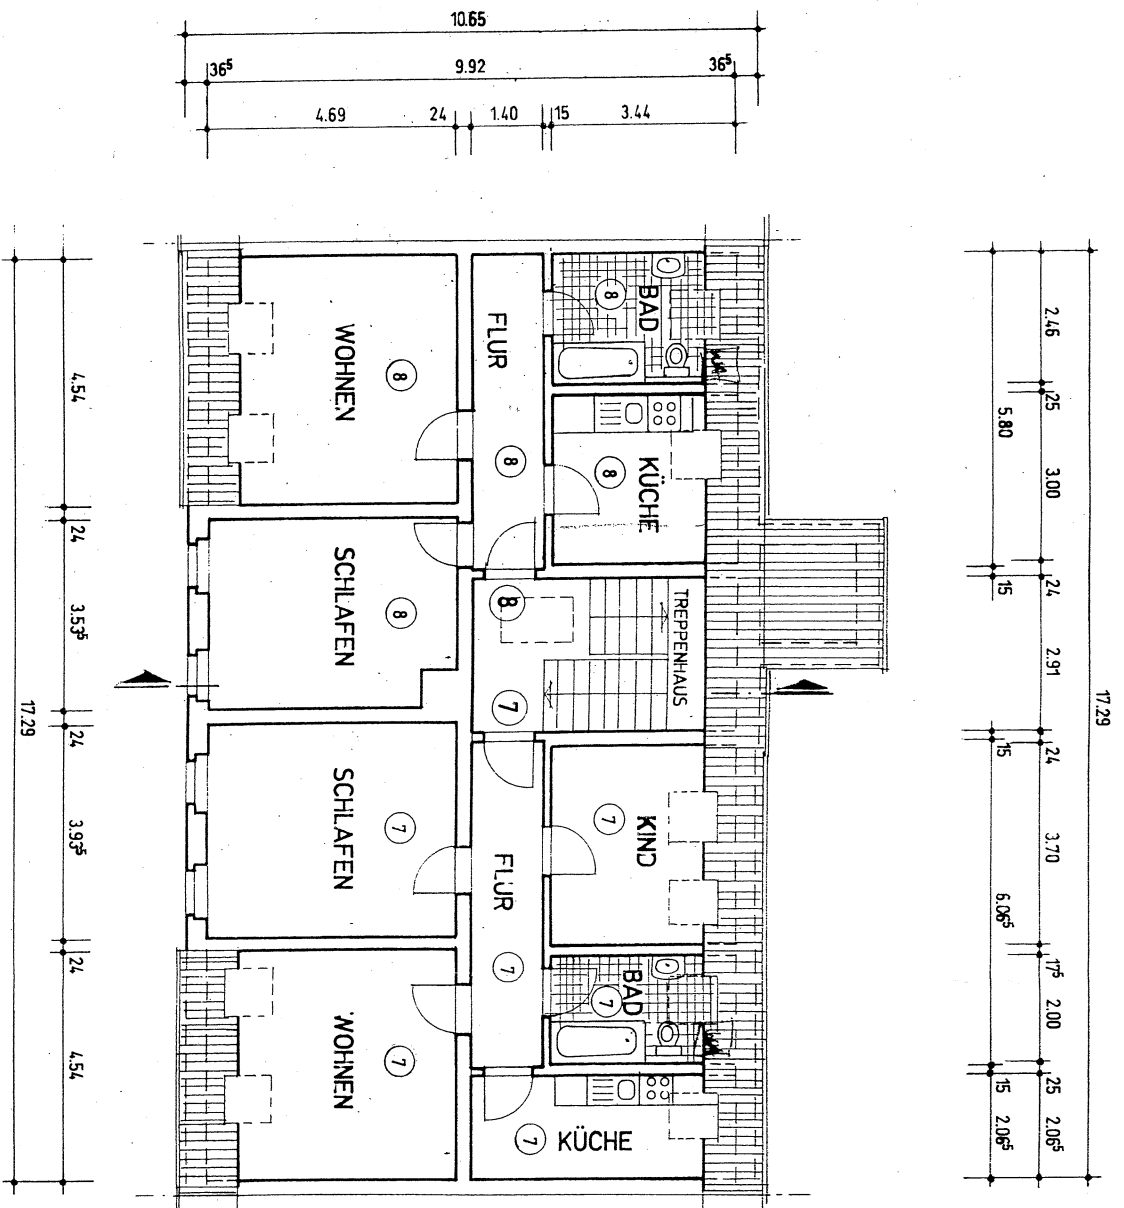 10.65
36⁵ 9.92 36⁵
4.69 24 1.40 15 3.44
WOHNEN
8
FLUR
8
BAD
8
KÜCHE
8
SCHLAFEN
8
TREPPENHAUS
8
7
SCHLAFEN
7
FLUR
7
KIND
7
BAD
7
WOHNEN
7
KÜCHE
7
4.54
24
3.53⁵
24
3.93⁵
24
4.54
17.29
2.46
25
3.00
24
2.91
24
3.70
17⁵
2.00
25
2.06⁵
5.80
15
15
6.06⁵
15
2.06⁵
17.29